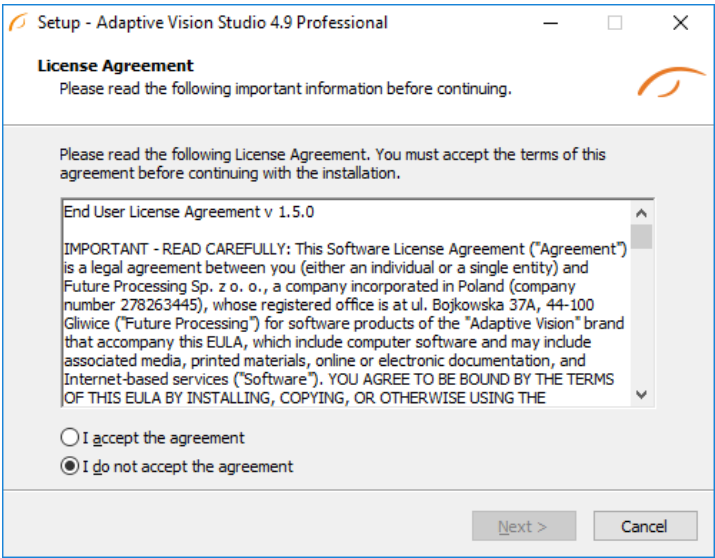 Setup - Adaptive Vision Studio 4.9 Professional
License Agreement
Please read the following important information before continuing.
Please read the following License Agreement. You must accept the terms of this
agreement before continuing with the installation.
End User License Agreement v 1.5.0
IMPORTANT - READ CAREFULLY: This Software License Agreement ("Agreement")
is a legal agreement between you (either an individual or a single entity) and
Future Processing Sp. z o. o., a company incorporated in Poland (company
number 278263445), whose registered office is at ul. Bojkowska 37A, 44-100
Gliwice ("Future Processing") for software products of the "Adaptive Vision" brand
that accompany this EULA, which include computer software and may include
associated media, printed materials, online or electronic documentation, and
Internet-based services ("Software"). YOU AGREE TO BE BOUND BY THE TERMS
OF THIS EULA BY INSTALLING, COPYING, OR OTHERWISE USING THE
I accept the agreement
I do not accept the agreement
Next >
Cancel